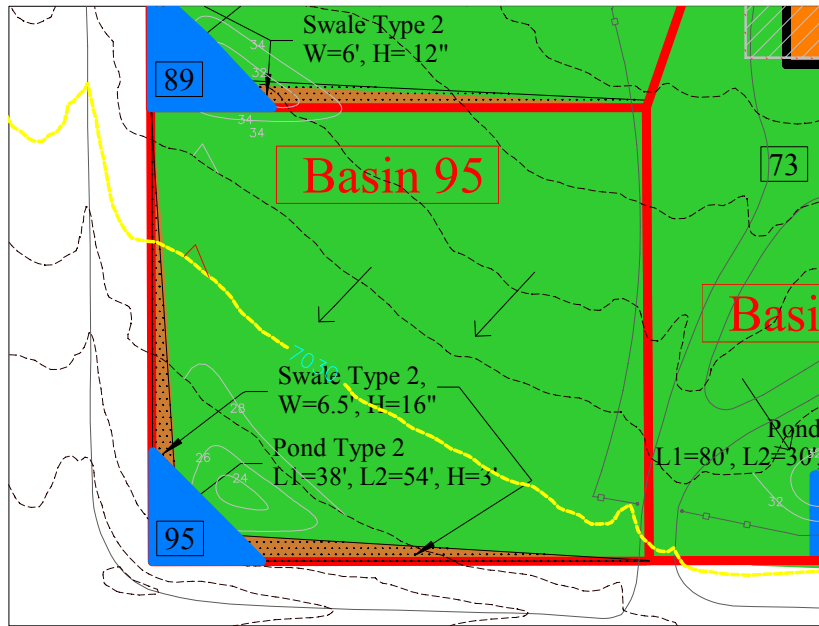 Swale Type 2
W=6', H= 12"
34
32
89
34
34
Basin 95
73
Basi
7030
Swale Type 2,
W=6.5', H=16"
28
Pond Type 2
L1=38', L2=54', H=3'
26
24
Pond
L1=80', L2=30'
32
95